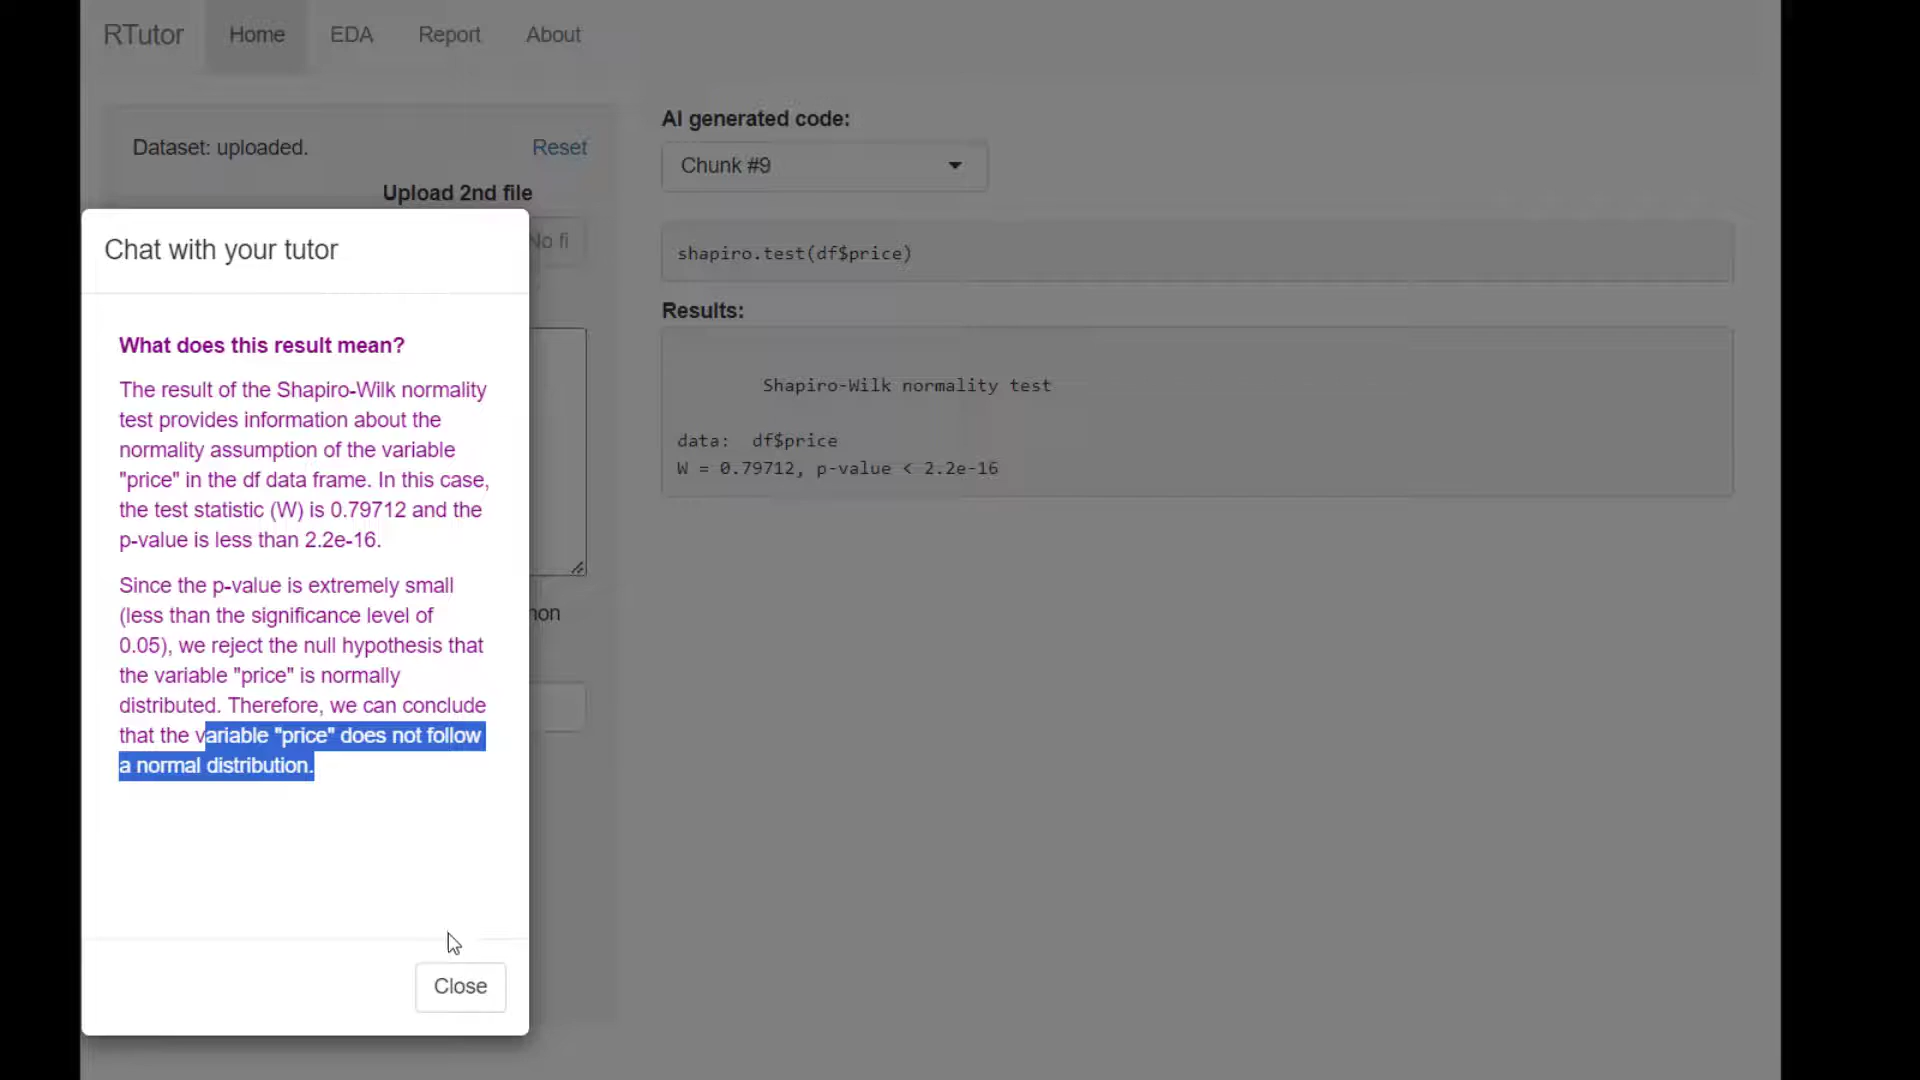 RTutor Home EDA Report About
Dataset: uploaded. Reset
Upload 2nd file
No fi
non
Chat with your tutor
What does this result mean?
The result of the Shapiro-Wilk normality
test provides information about the
normality assumption of the variable
"price" in the df data frame. In this case,
the test statistic (W) is 0.79712 and the
p-value is less than 2.2e-16.
Since the p-value is extremely small
(less than the significance level of
0.05), we reject the null hypothesis that
the variable "price" is normally
distributed. Therefore, we can conclude
that the variable "price" does not follow
a normal distribution.
Close
AI generated code:
Chunk #9
shapiro.test(df$price)
Results:
Shapiro-Wilk normality test
data: df$price
W = 0.79712, p-value < 2.2e-16